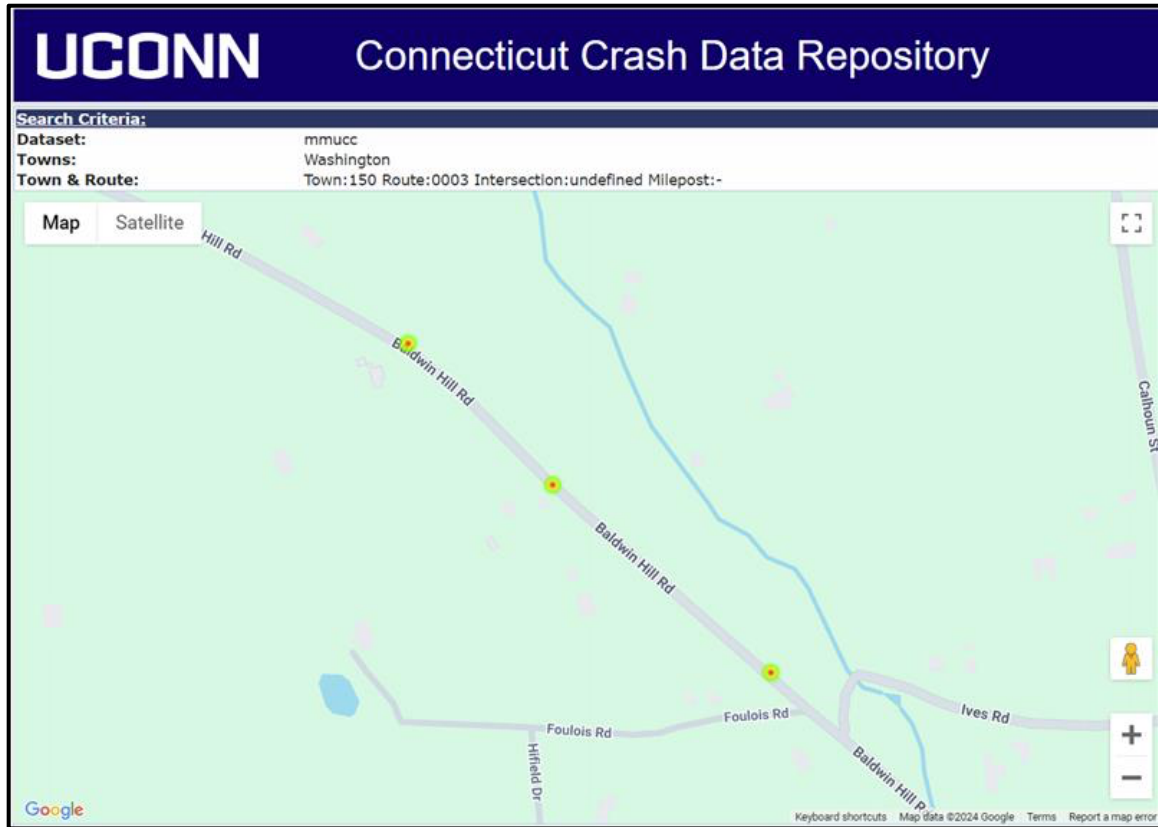 UCONN Connecticut Crash Data Repository
Search Criteria:
Dataset: mmucc
Towns: Washington
Town & Route: Town:150 Route:0003 Intersection:undefined Milepost:-
Map Satellite
Hill Rd
Baldwin Hill Rd
Calhoun St
Baldwin Hill Rd
Ives Rd
Foulois Rd
Foulois Rd
Hifield Dr
Baldwin Hill R
Google
Keyboard shortcuts Map data ©2024 Google Terms Report a map error